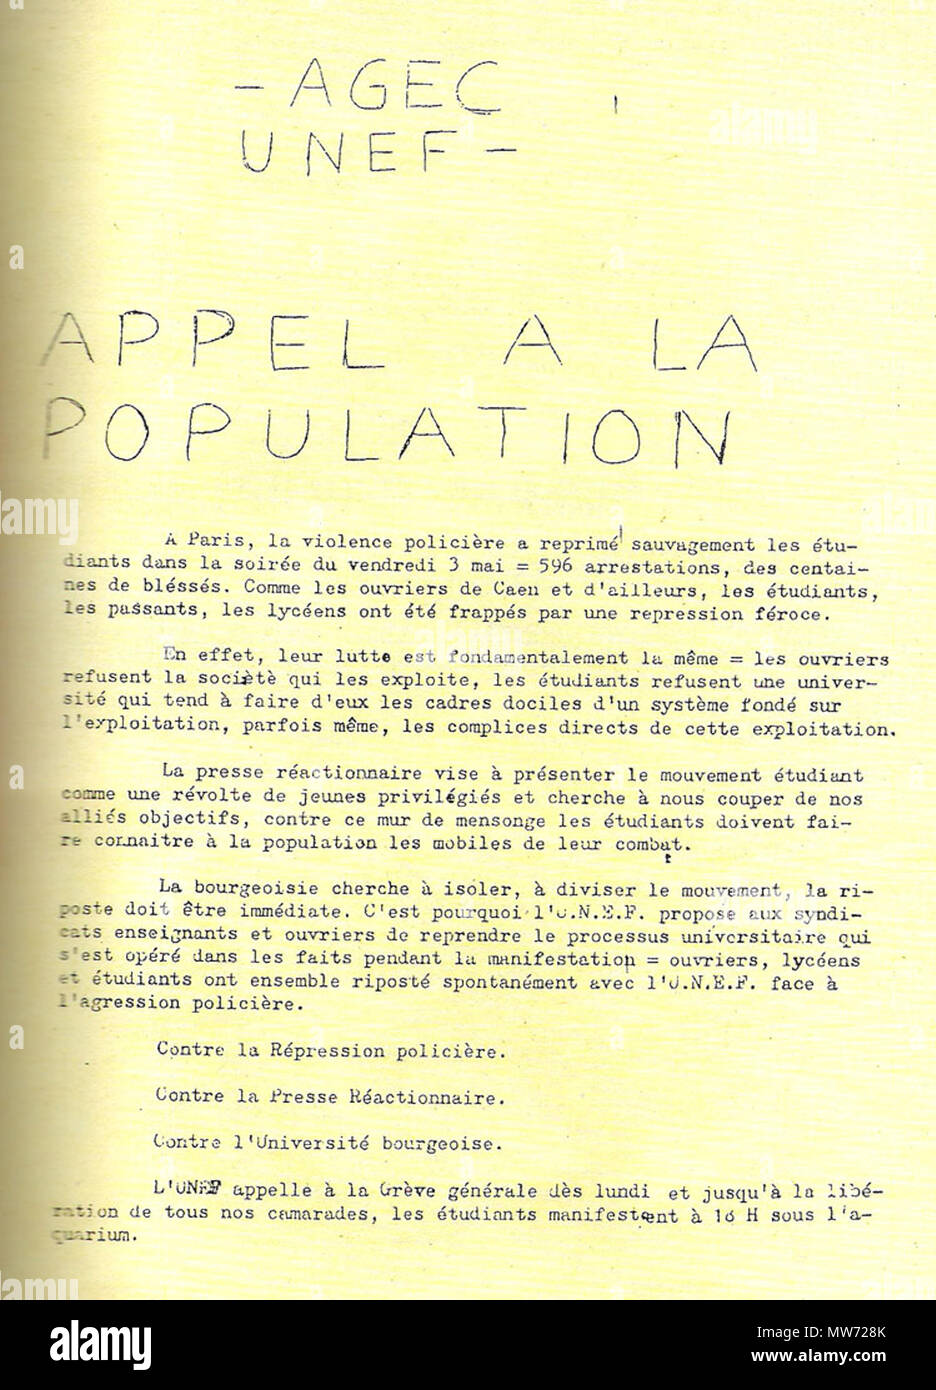 - AGEC
UNEF -
APPEL A LA
POPULATION
A Paris, la violence policière a reprimé sauvagement les étu-
diants dans la soirée du vendredi 3 mai = 596 arrestations, des centai-
nes de bléssés. Comme les ouvriers de Caen et d'ailleurs, les étudiants,
les passants, les lycéens ont été frappés par une repression féroce.
En effet, leur lutte est fondamentalement la même = les ouvriers
refusent la sociètè qui les exploite, les étudiants refusent une univer-
sité qui tend à faire d'eux les cadres dociles d'un système fondé sur
l'exploitation, parfois même, les complices directs de cette exploitation.
La presse réactionnaire vise à présenter le mouvement étudiant
comme une révolte de jeunes privilégiés et cherche à nous couper de nos
alliés objectifs, contre ce mur de mensonge les étudiants doivent fai-
re connaitre à la population les mobiles de leur combat.
La bourgeoisie cherche à isoler, à diviser le mouvement, la ri-
poste doit être immédiate. C'est pourquoi l'U.N.E.F. propose aux syndi-
cats enseignants et ouvriers de reprendre le processus universitaire qui
s'est opéré dans les faits pendant la manifestation = ouvriers, lycéens
et étudiants ont ensemble riposté spontanément avec l'U.N.E.F. face à
l'agression policière.
Contre la Répression policière.
Contre la Presse Réactionnaire.
Contre l'Université bourgeoise.
L'UNEF appelle à la Grève générale dès lundi et jusqu'à la libé-
ration de tous nos camarades, les étudiants manifestent à H sous l'a-
quarium.
alamy
Image ID: MW728K
www.alamy.com